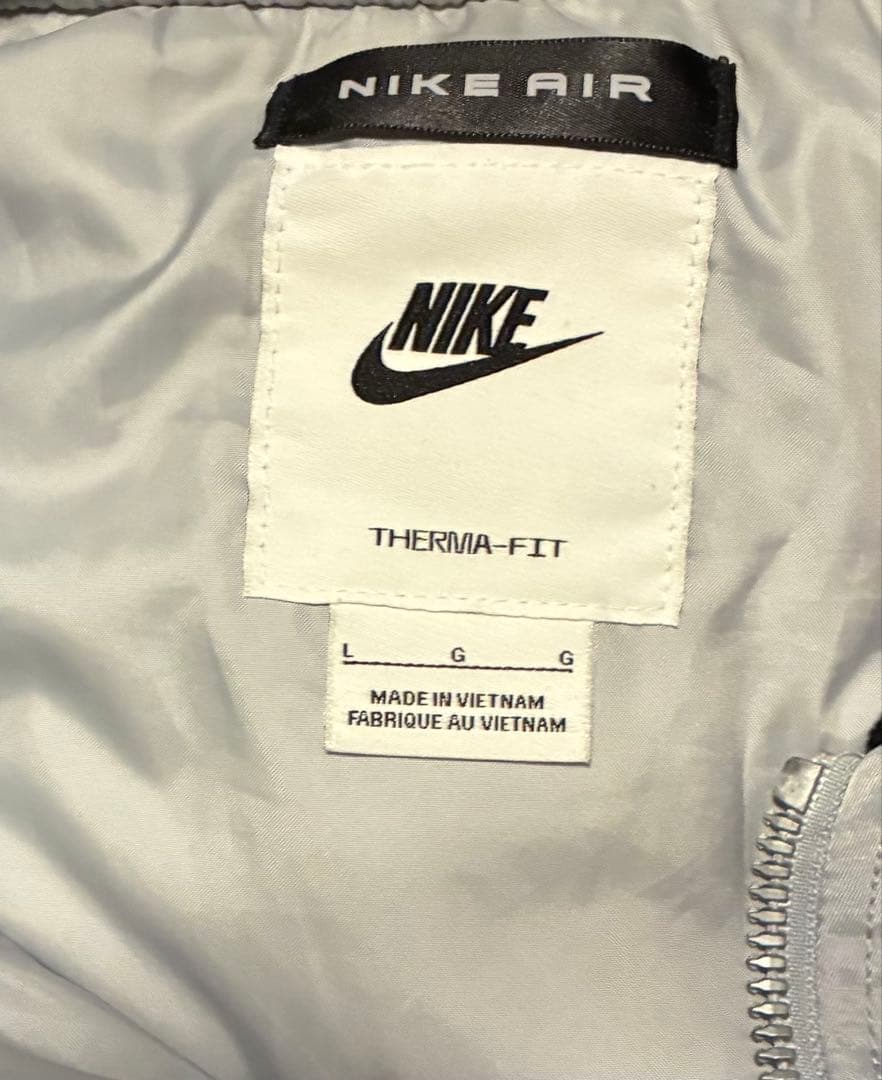 NIKE AIR
NIKE
THERMA-FIT
L G G
MADE IN VIETNAM
FABRIQUE AU VIETNAM